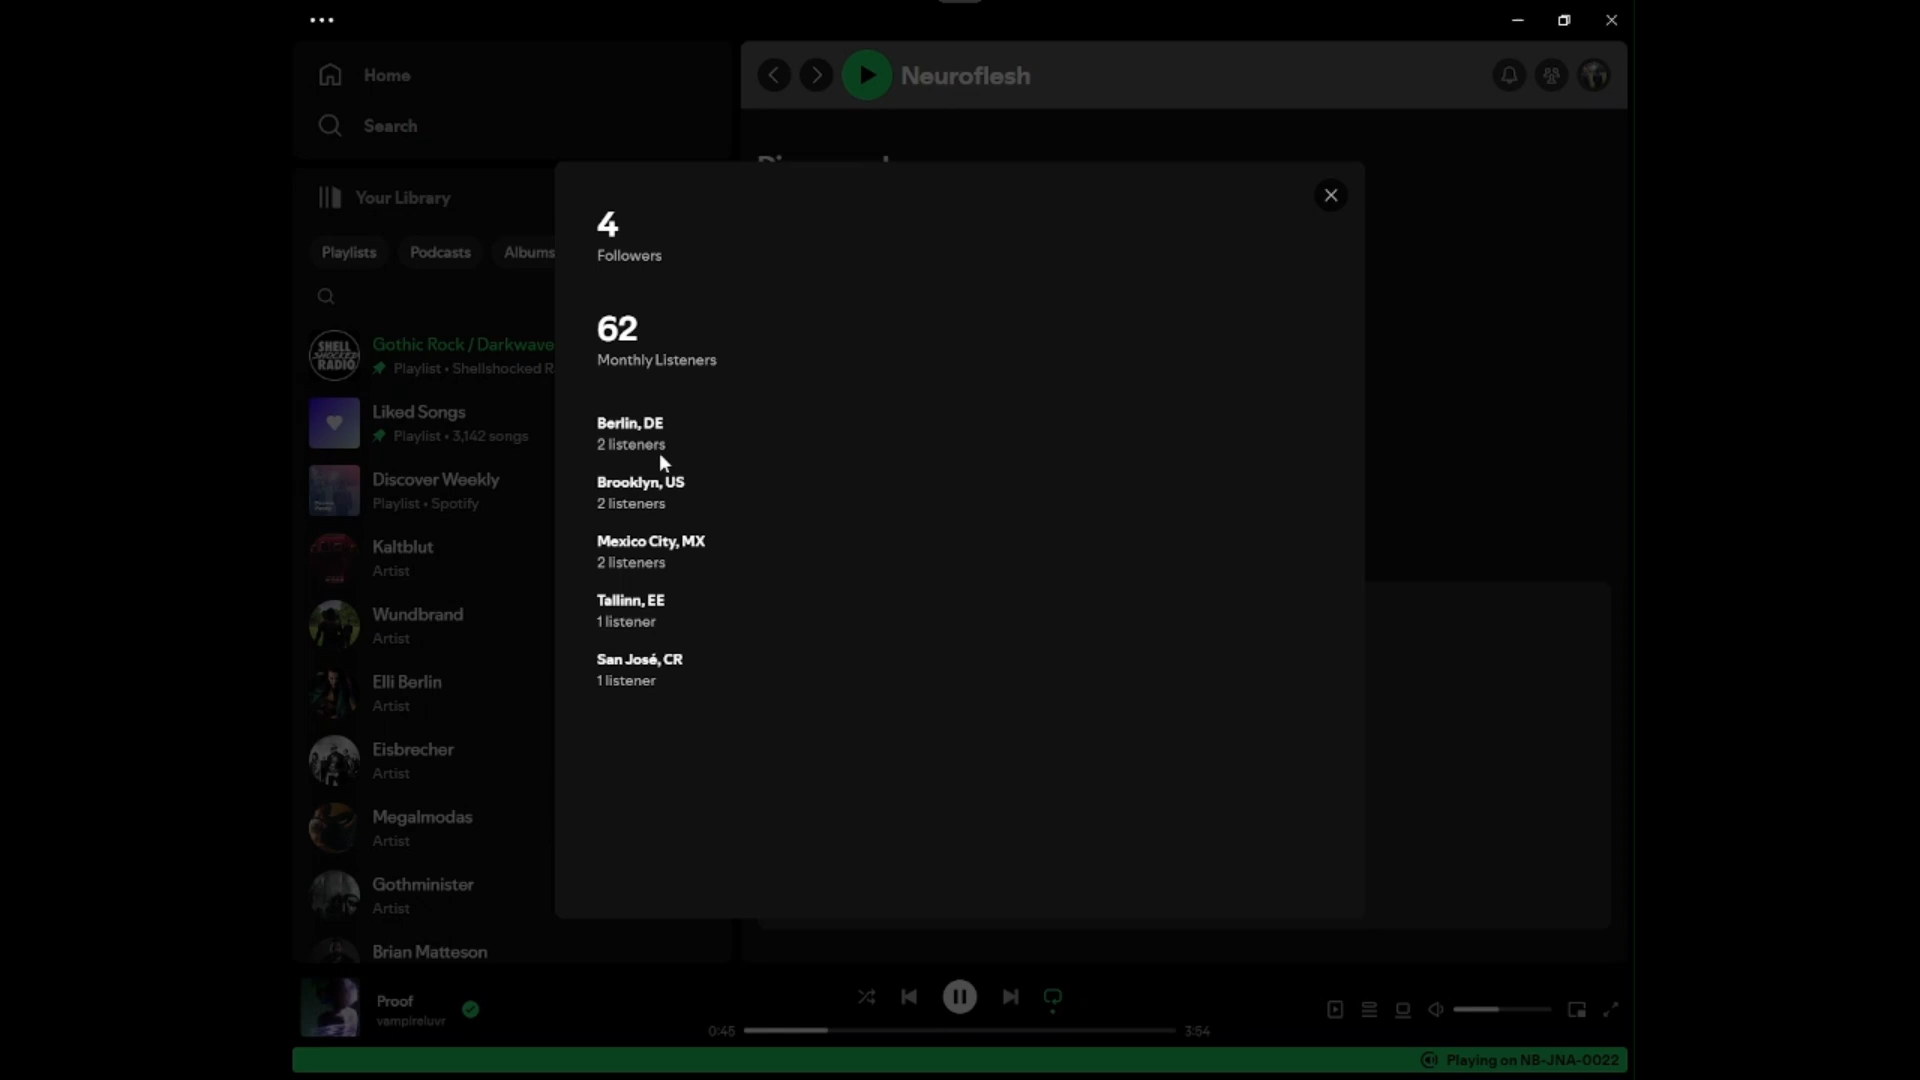 Home
Search
Neuroflesh
Your Library
Playlists
Podcasts
Albums
SHELL
SHOCKED
RADIO
Gothic Rock / Darkwave
Playlist • Shellshocked R
Liked Songs
Playlist • 3,142 songs
Discover Weekly
Playlist • Spotify
Kaltblut
Artist
Wundbrand
Artist
Elli Berlin
Artist
Eisbrecher
Artist
Megalmodas
Artist
Gothminister
Artist
Brian Matteson
4
Followers
62
Monthly Listeners
Berlin, DE
2 listeners
Brooklyn, US
2 listeners
Mexico City, MX
2 listeners
Tallinn, EE
1 listener
San José, CR
1 listener
Proof
vampireluvr
0:45
3:54
Playing on NB-JNA-0022